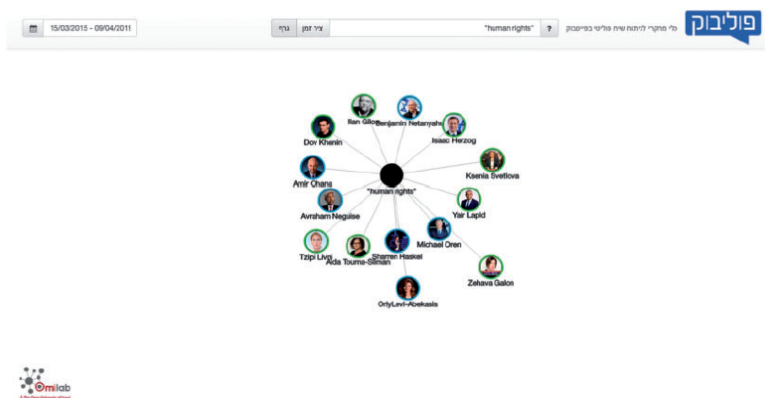 15/03/2015 - 09/04/2015
גרף
ציר זמן
"human rights"
?
כלי מחקרי לניתוח שיח פוליטי בפייסבוק
פוליבוק
Ilan Gilon
Benjamin Netanyahu
Isaac Herzog
Dov Khenin
Ksenia Svetlova
Amir Ohana
"human rights"
Avraham Neguise
Yair Lapid
Michael Oren
Tzipi Livni
Aida Touma-Sliman
Sharren Haskel
Zehava Galon
OrlyLevi-Abekasis
Omilab